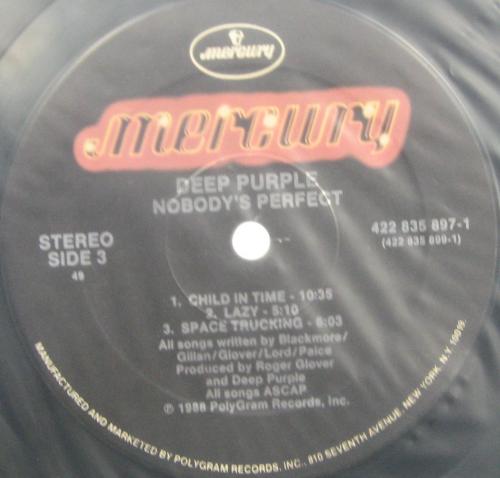 mercury
mercury
DEEP PURPLE
NOBODY'S PERFECT
STEREO
SIDE 3
49
422 835 897-1
(422 835 899-1)
1. CHILD IN TIME - 10:35
2. LAZY - 5:10
3. SPACE TRUCKING - 6:03
All songs written by Blackmore/
Gillan/Glover/Lord/Paice
Produced by Roger Glover
and Deep Purple
All songs ASCAP
℗ 1988 PolyGram Records, Inc.
MANUFACTURED AND MARKETED BY POLYGRAM RECORDS, INC., 810 SEVENTH AVENUE, NEW YORK, N.Y. 10019.